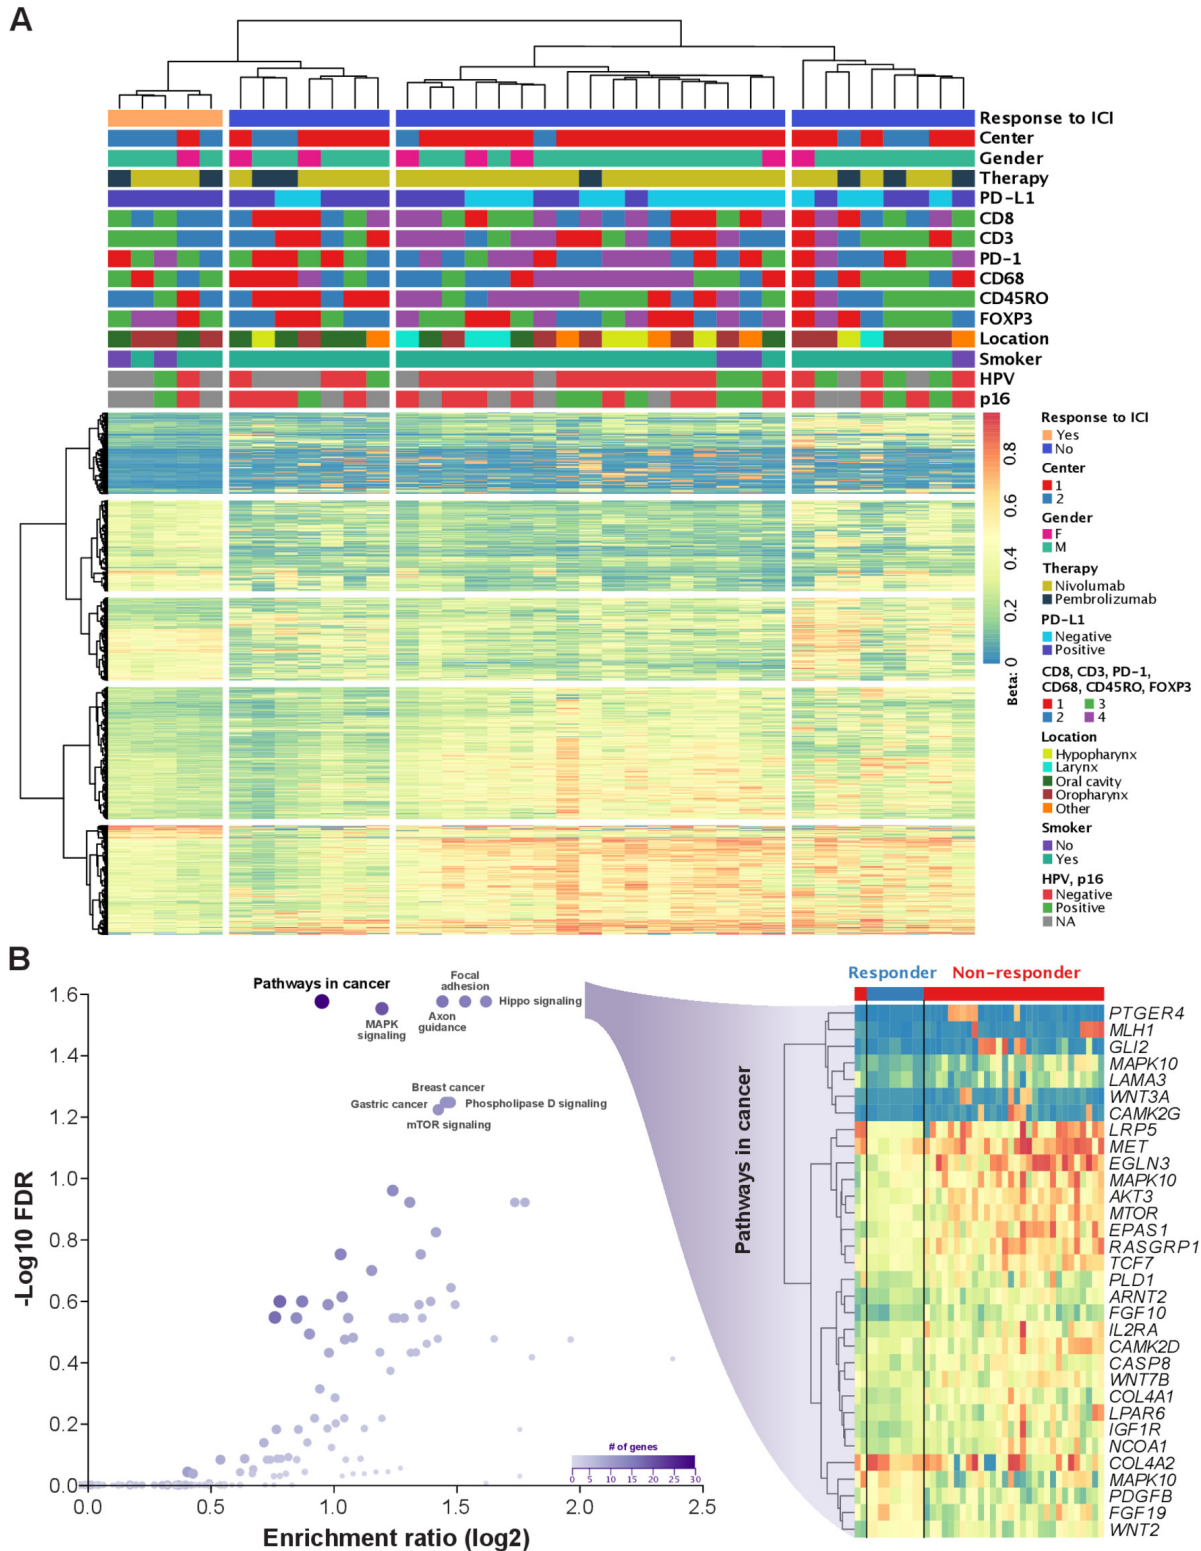 A
Response to ICI
Center
Gender
Therapy
PD-L1
CD8
CD3
PD-1
CD68
CD45RO
FOXP3
Location
Smoker
HPV
p16
Beta: 0 0.2 0.4 0.6 0.8
Response to ICI
Yes
No
Center
1
2
Gender
F
M
Therapy
Nivolumab
Pembrolizumab
PD-L1
Negative
Positive
CD8, CD3, PD-1,
CD68, CD45RO, FOXP3
1 3
2 4
Location
Hypopharynx
Larynx
Oral cavity
Oropharynx
Other
Smoker
No
Yes
HPV, p16
Negative
Positive
NA
B
-Log10 FDR
1.6
1.4
1.2
1.0
0.8
0.6
0.4
0.2
0.0
0.0 0.5 1.0 1.5 2.0 2.5
Enrichment ratio (log2)
Pathways in cancer
MAPK
signaling
Focal
adhesion
Axon
guidance
Hippo signaling
Breast cancer
Gastric cancer
Phospholipase D signaling
mTOR signaling
# of genes
0 5 10 15 20 25 30
Pathways in cancer
Responder Non-responder
PTGER4
MLH1
GLI2
MAPK10
LAMA3
WNT3A
CAMK2G
LRP5
MET
EGLN3
MAPK10
AKT3
MTOR
EPAS1
RASGRP1
TCF7
PLD1
ARNT2
FGF10
IL2RA
CAMK2D
CASP8
WNT7B
COL4A1
LPAR6
IGF1R
NCOA1
COL4A2
MAPK10
PDGFB
FGF19
WNT2